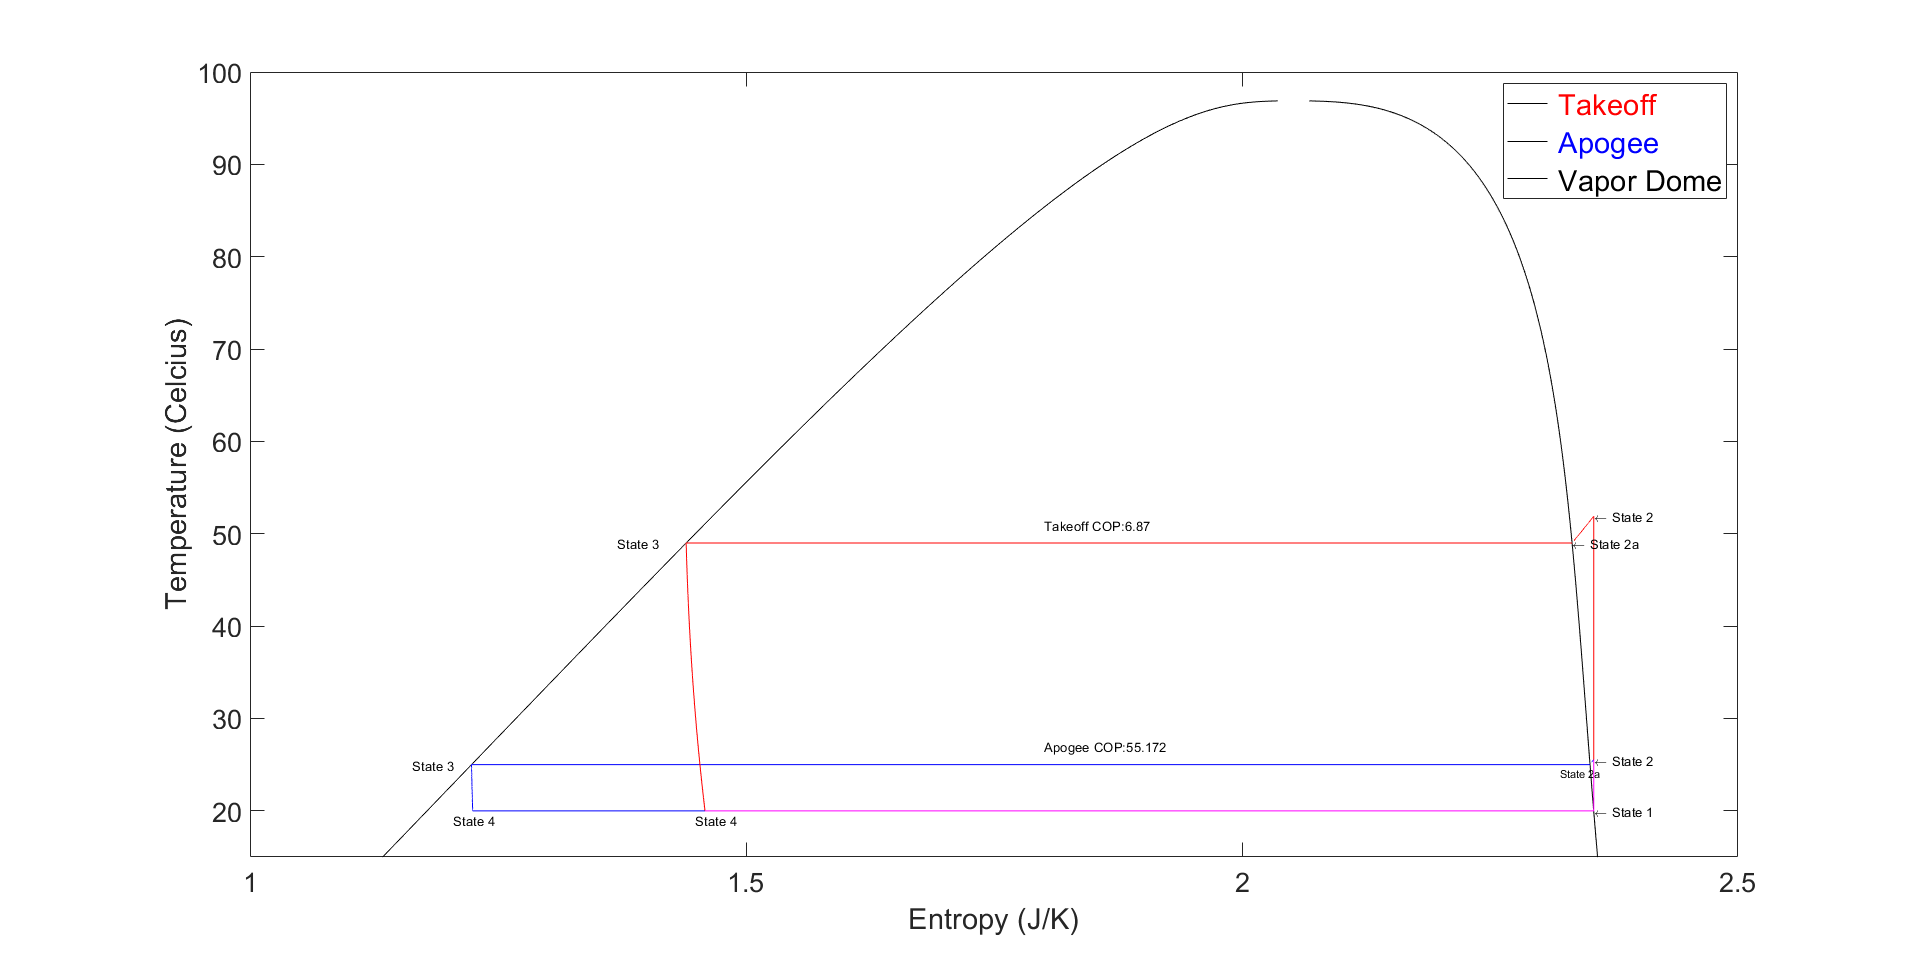 100
90
80
70
60
50
40
30
20
Temperature (Celcius)
Takeoff
Apogee
Vapor Dome
Takeoff COP:6.87
State 2
State 3
State 2a
Apogee COP:55.172
State 2
State 3
State 2a
State 1
State 4
State 4
1
1.5
2
2.5
Entropy (J/K)